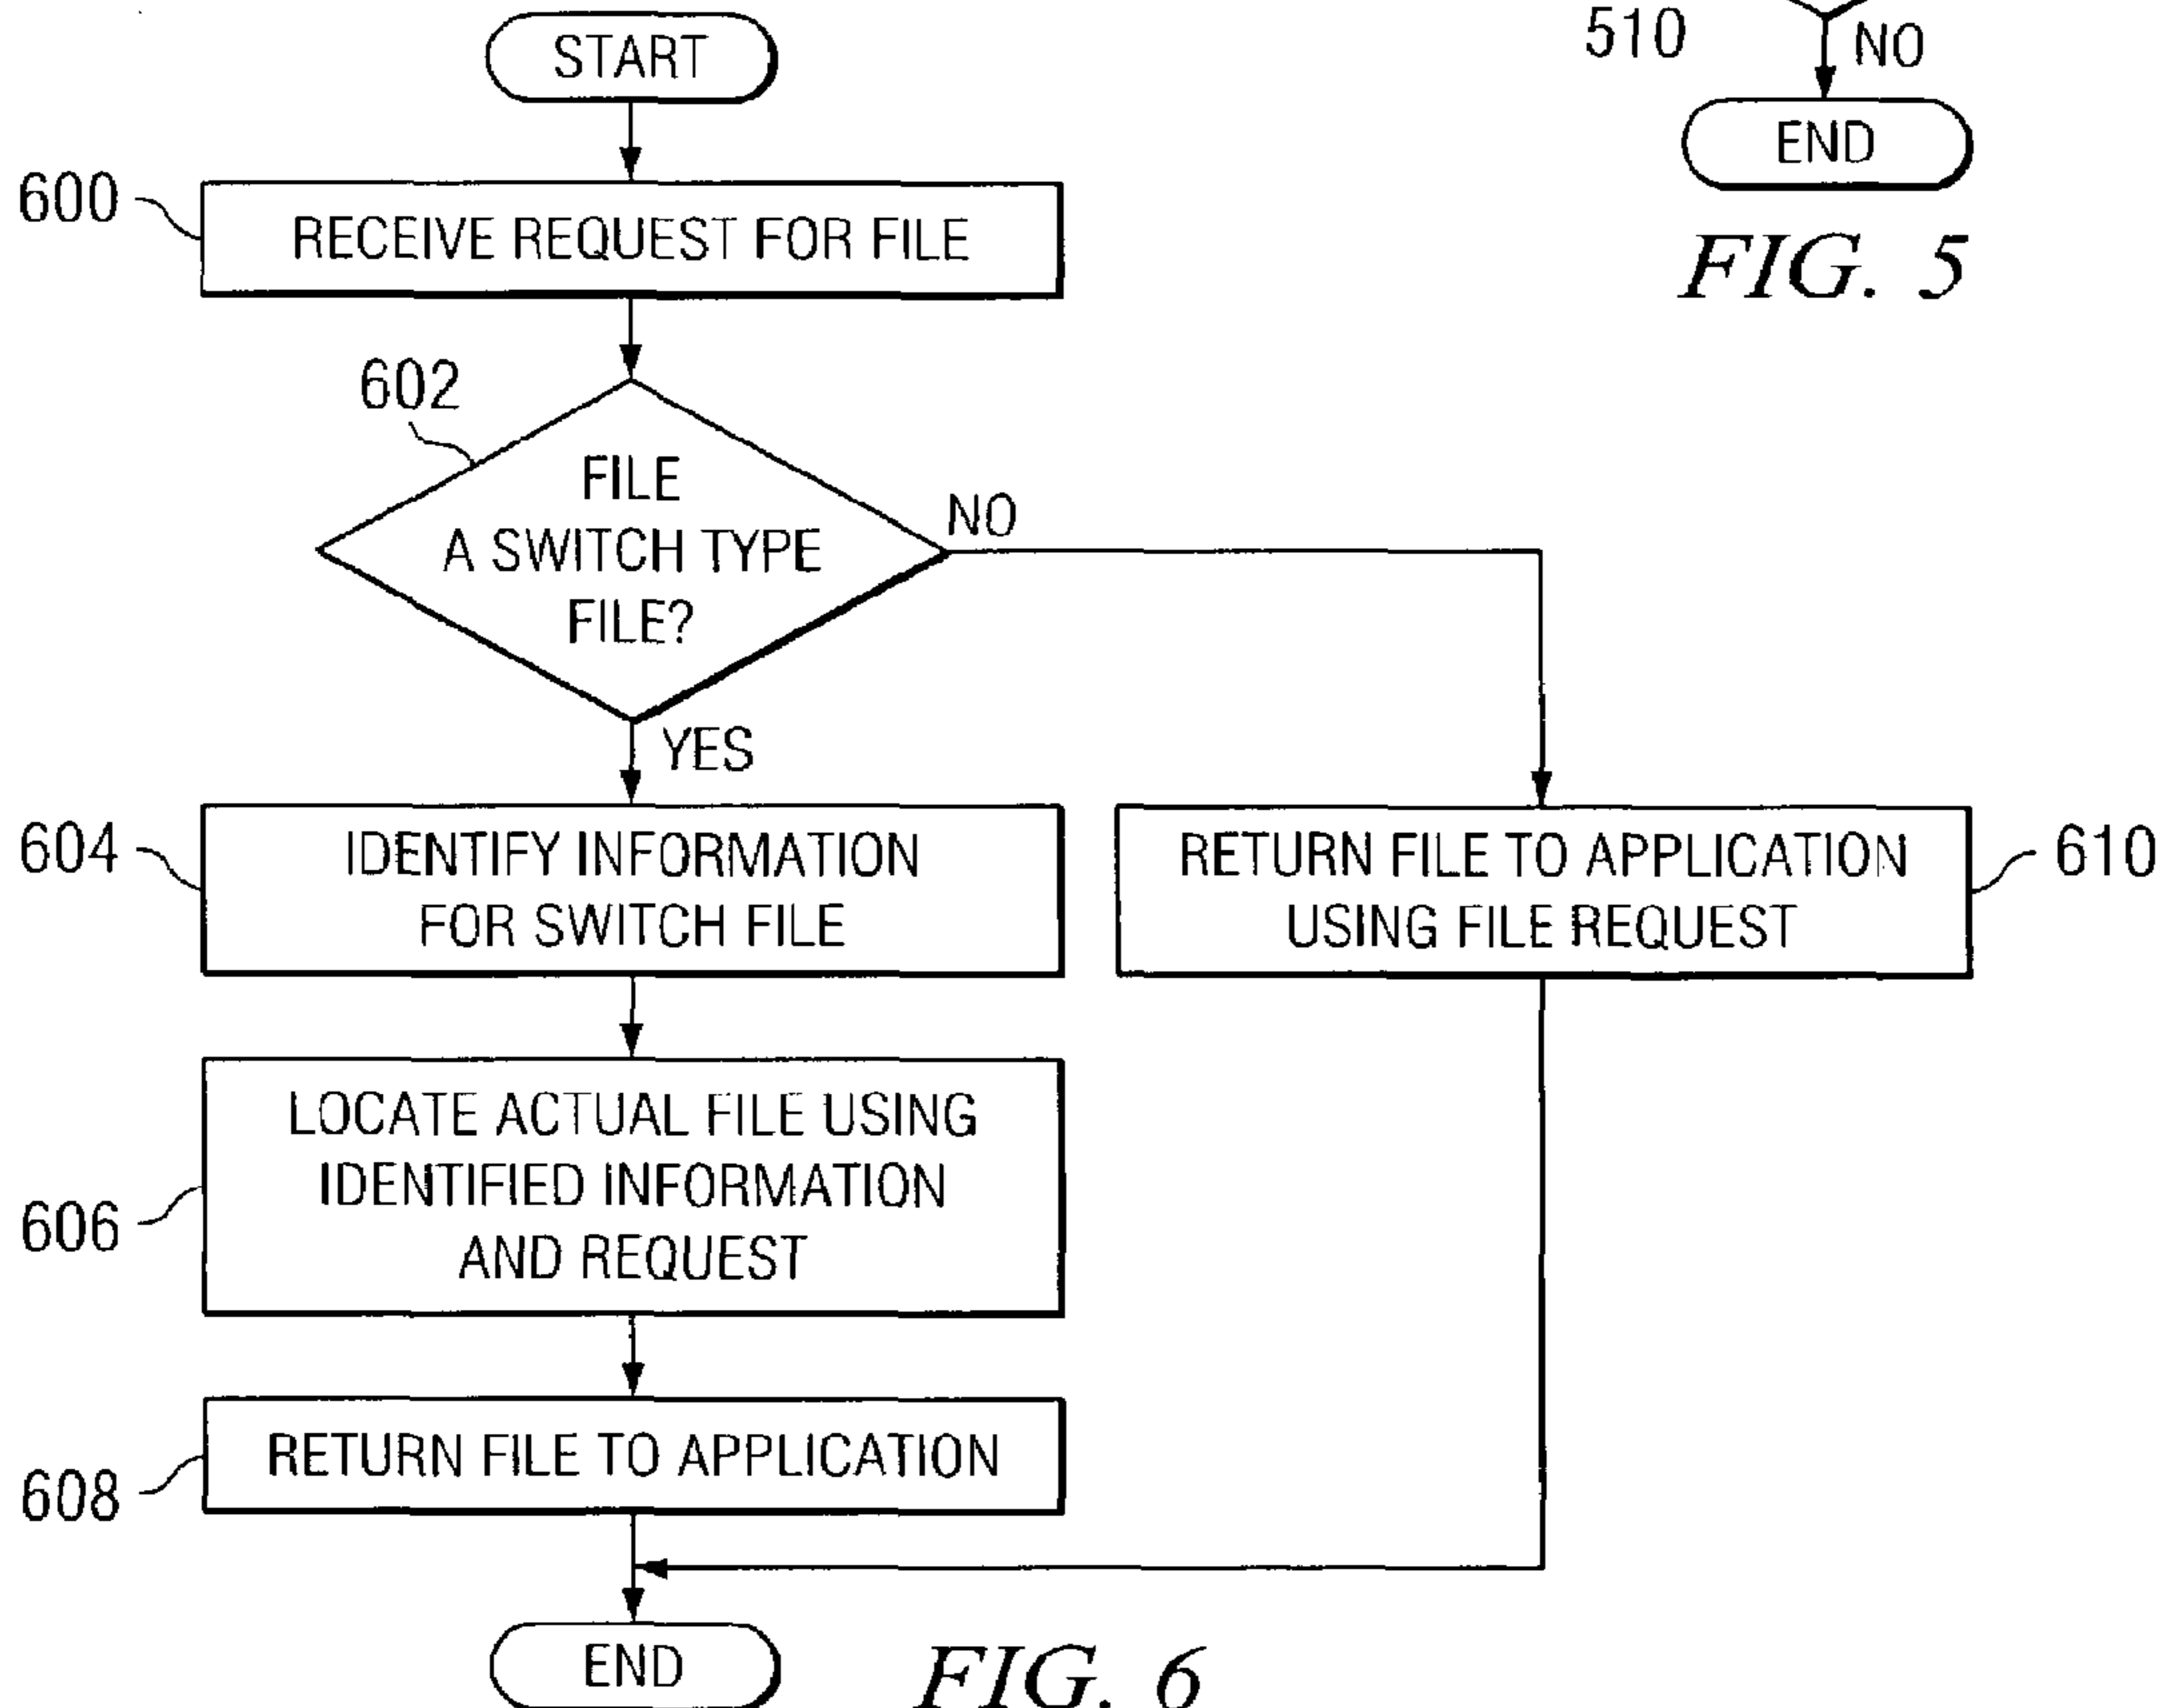 510
NO
END
FIG. 5
START
600
RECEIVE REQUEST FOR FILE
602
FILE
A SWITCH TYPE
FILE?
NO
YES
604
IDENTIFY INFORMATION
FOR SWITCH FILE
RETURN FILE TO APPLICATION
USING FILE REQUEST
610
606
LOCATE ACTUAL FILE USING
IDENTIFIED INFORMATION
AND REQUEST
608
RETURN FILE TO APPLICATION
END
FIG. 6